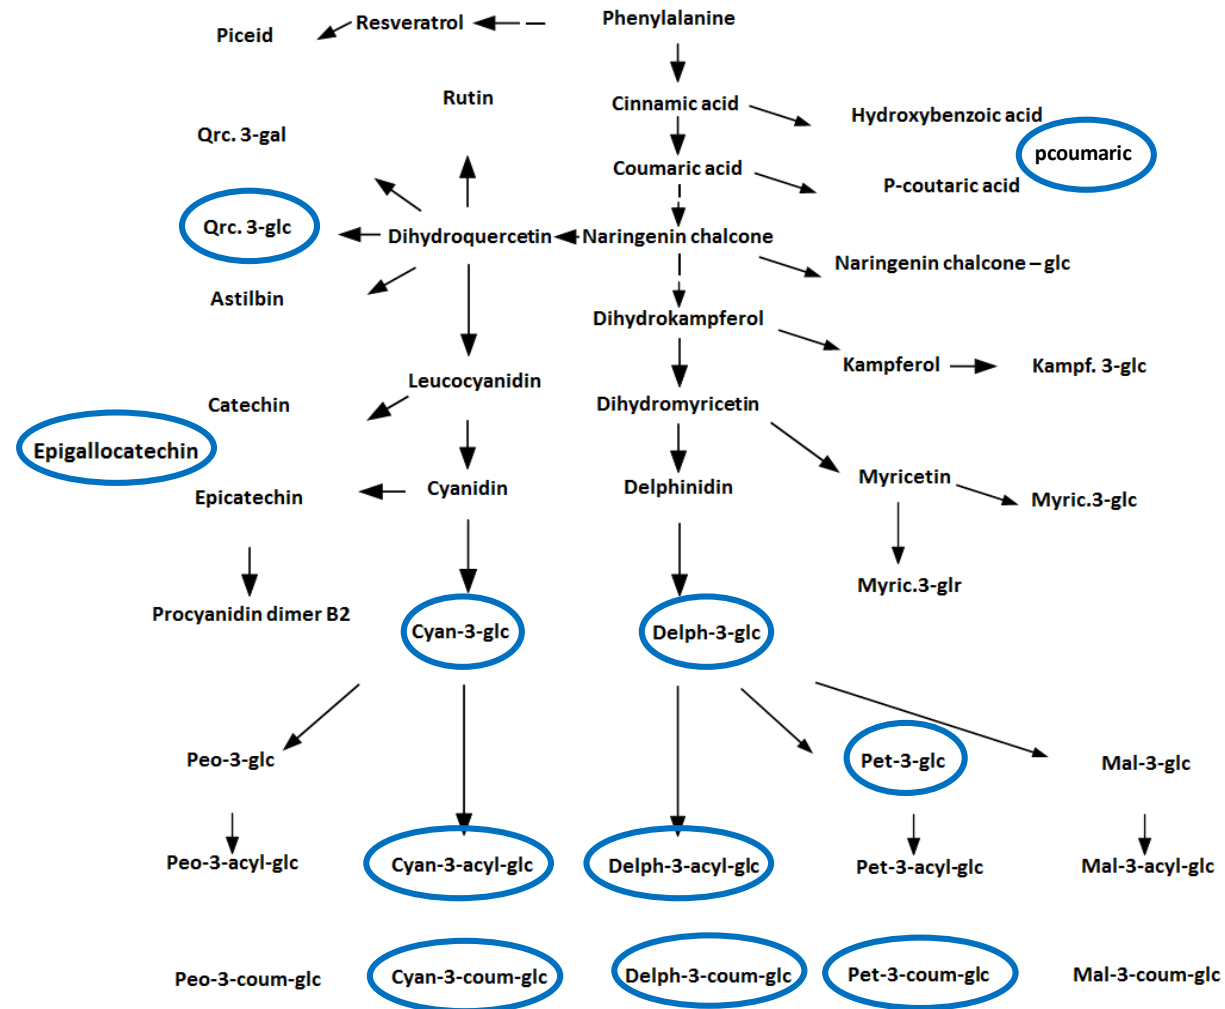 Phenylalanine
Resveratrol
Piceid
Rutin
Cinnamic acid
Hydroxybenzoic acid
Qrc. 3-gal
pcoumaric
Coumaric acid
P-coutaric acid
Qrc. 3-glc
Dihydroquercetin
Naringenin chalcone
Naringenin chalcone – glc
Astilbin
Dihydrokampferol
Kampferol
Kampf. 3-glc
Leucocyanidin
Catechin
Dihydromyricetin
Epigallocatechin
Myricetin
Epicatechin
Cyanidin
Delphinidin
Myric.3-glc
Myric.3-glr
Procyanidin dimer B2
Cyan-3-glc
Delph-3-glc
Peo-3-glc
Pet-3-glc
Mal-3-glc
Peo-3-acyl-glc
Cyan-3-acyl-glc
Delph-3-acyl-glc
Pet-3-acyl-glc
Mal-3-acyl-glc
Peo-3-coum-glc
Cyan-3-coum-glc
Delph-3-coum-glc
Pet-3-coum-glc
Mal-3-coum-glc